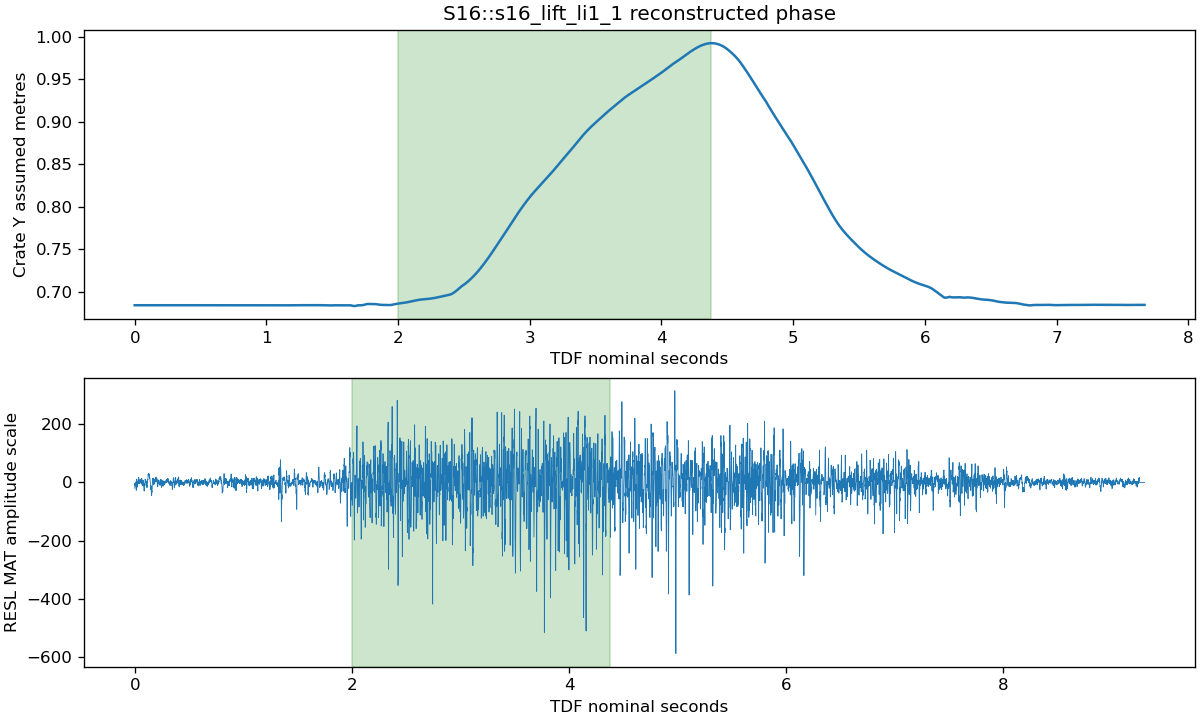 S16::s16_lift_li1_1 reconstructed phase
Crate Y assumed metres
1.00
0.95
0.90
0.85
0.80
0.75
0.70
0 1 2 3 4 5 6 7 8
TDF nominal seconds
RESL MAT amplitude scale
200
0
−200
−400
−600
0 2 4 6 8
TDF nominal seconds